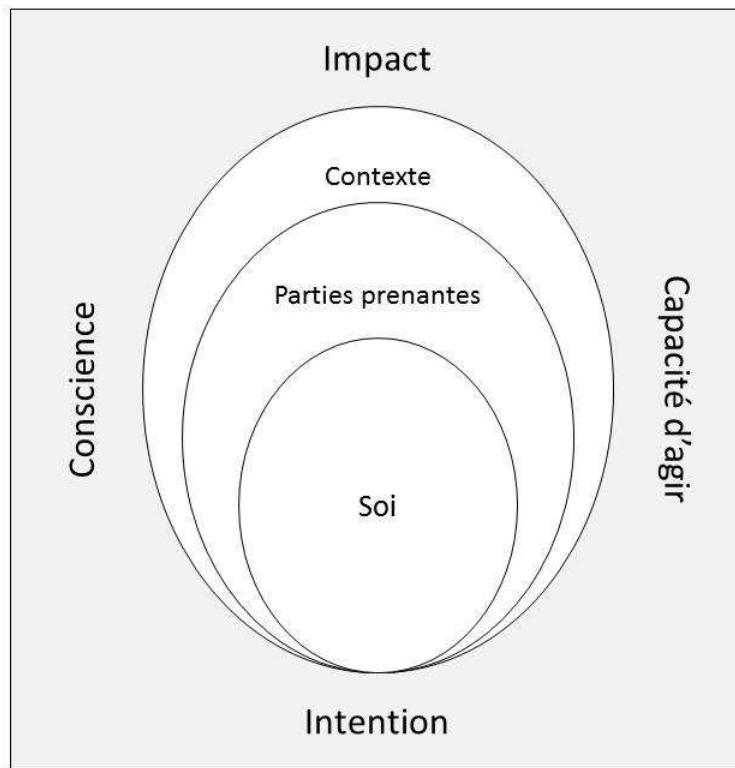 Impact
Contexte
Parties prenantes
Conscience
Capacité d'agir
Soi
Intention